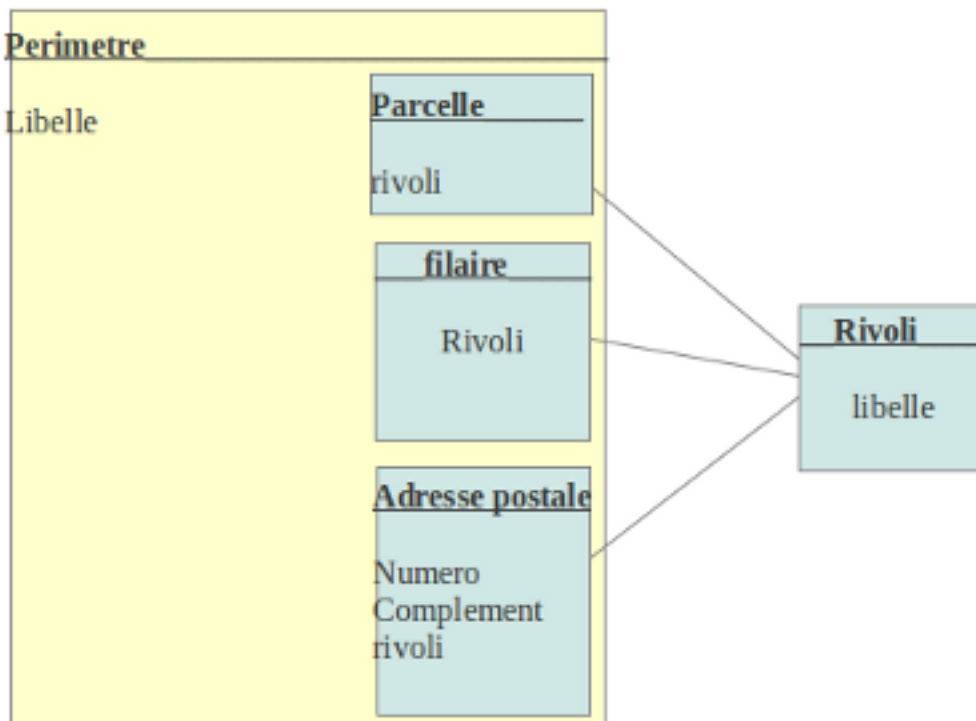 Perimetre
Libelle
Parcelle
rivoli
filaire
Rivoli
Adresse postale
Numero
Complement
rivoli
Rivoli
libelle